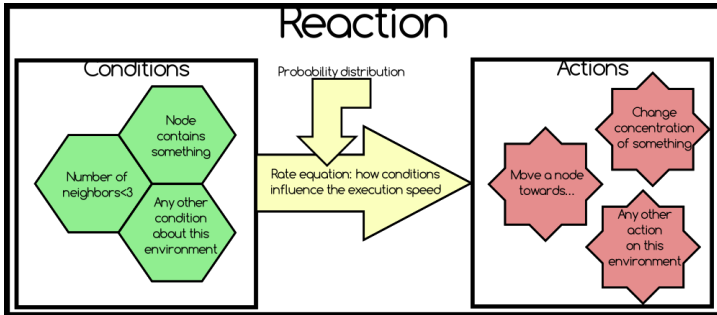 Reaction
Conditions
Node
contains
something
Number of
neighbors<3
Any other
condition
about this
environment
Probability distribution
Rate equation: how conditions
influence the execution speed
Actions
Change
concentration
of something
Move a node
towards...
Any other
action
on this
environment